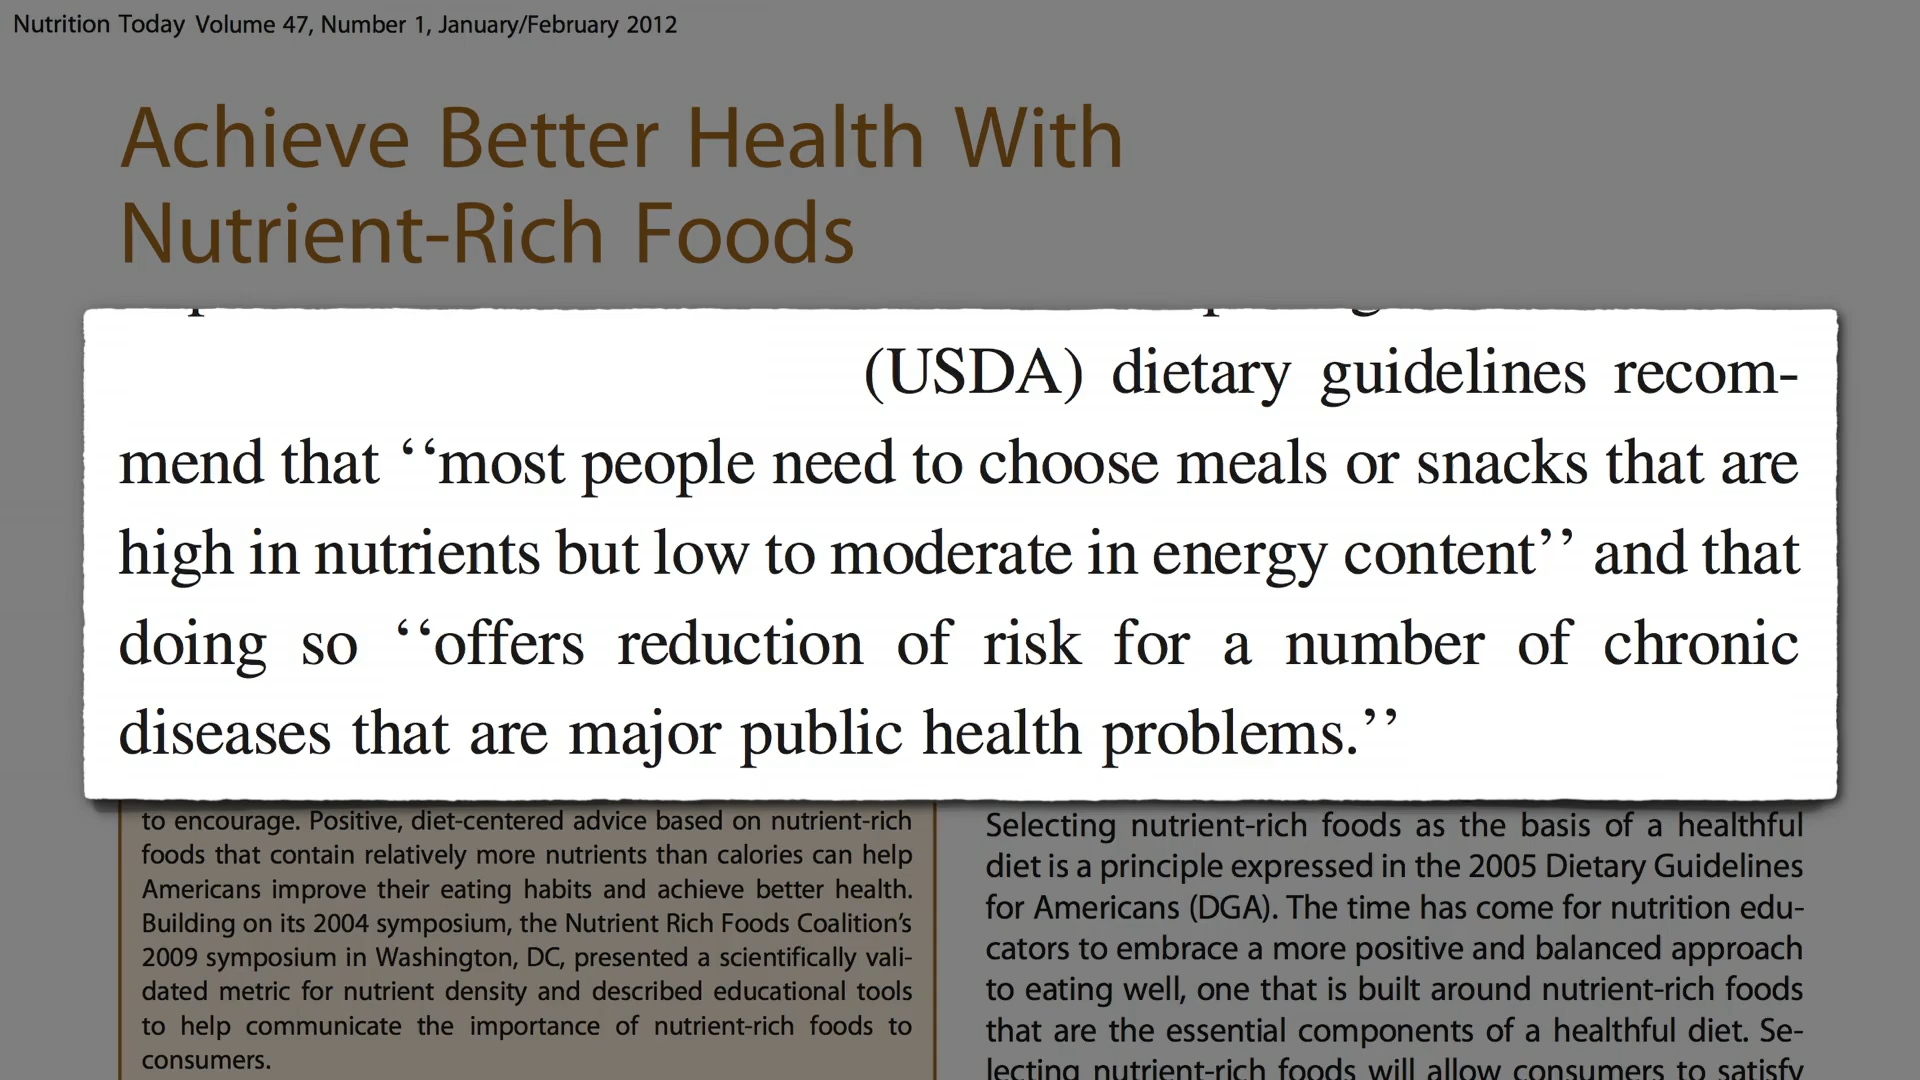 Nutrition Today Volume 47, Number 1, January/February 2012
Achieve Better Health With
Nutrient-Rich Foods
(USDA) dietary guidelines recom-
mend that ‘‘most people need to choose meals or snacks that are
high in nutrients but low to moderate in energy content’’ and that
doing so ‘‘offers reduction of risk for a number of chronic
diseases that are major public health problems.’’
to encourage. Positive, diet-centered advice based on nutrient-rich
foods that contain relatively more nutrients than calories can help
Americans improve their eating habits and achieve better health.
Building on its 2004 symposium, the Nutrient Rich Foods Coalition’s
2009 symposium in Washington, DC, presented a scientifically vali-
dated metric for nutrient density and described educational tools
to help communicate the importance of nutrient-rich foods to
consumers.
Selecting nutrient-rich foods as the basis of a healthful
diet is a principle expressed in the 2005 Dietary Guidelines
for Americans (DGA). The time has come for nutrition edu-
cators to embrace a more positive and balanced approach
to eating well, one that is built around nutrient-rich foods
that are the essential components of a healthful diet. Se-
lecting nutrient-rich foods will allow consumers to satisfy